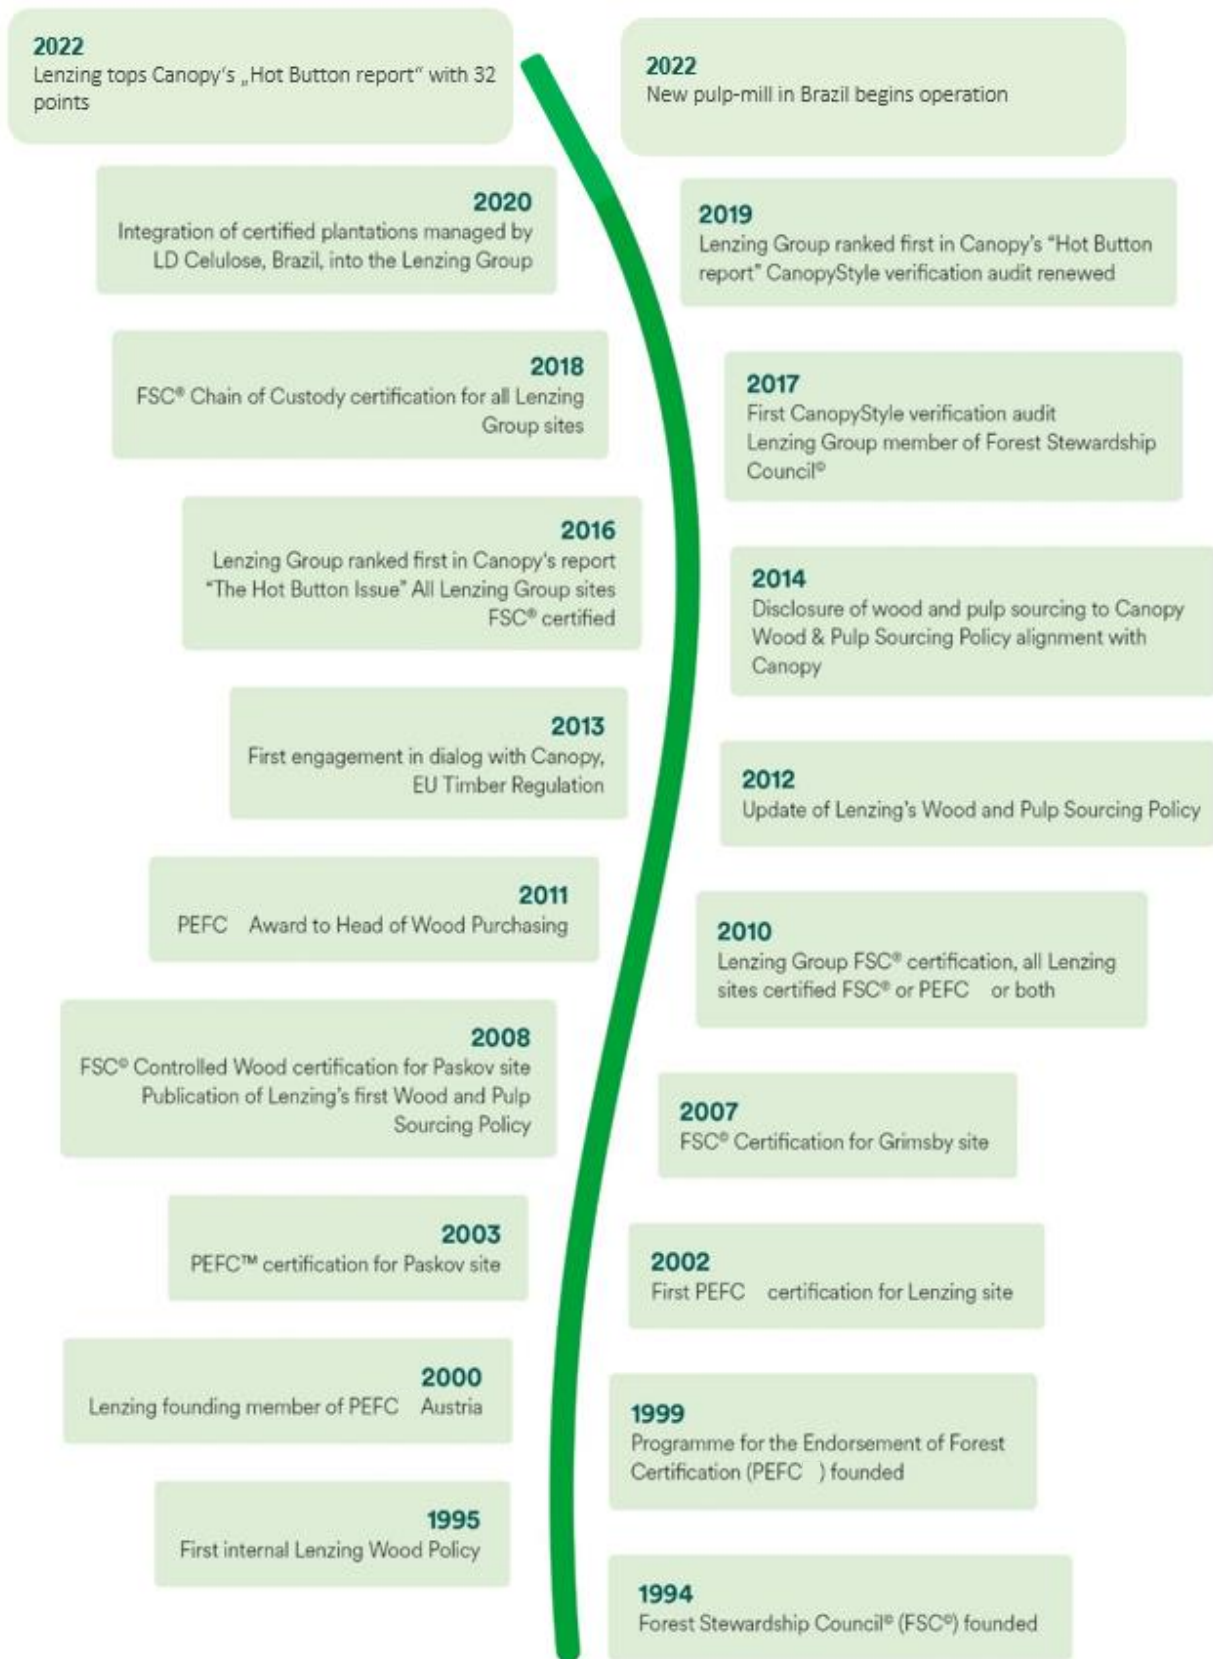 2022
Lenzing tops Canopy's „Hot Button report“ with 32
points
2022
New pulp-mill in Brazil begins operation
2020
Integration of certified plantations managed by
LD Celulose, Brazil, into the Lenzing Group
2019
Lenzing Group ranked first in Canopy's “Hot Button
report” CanopyStyle verification audit renewed
2018
FSC® Chain of Custody certification for all Lenzing
Group sites
2017
First CanopyStyle verification audit
Lenzing Group member of Forest Stewardship
Council®
2016
Lenzing Group ranked first in Canopy's report
“The Hot Button Issue” All Lenzing Group sites
FSC® certified
2014
Disclosure of wood and pulp sourcing to Canopy
Wood & Pulp Sourcing Policy alignment with
Canopy
2013
First engagement in dialog with Canopy,
EU Timber Regulation
2012
Update of Lenzing's Wood and Pulp Sourcing Policy
2011
PEFC Award to Head of Wood Purchasing
2010
Lenzing Group FSC® certification, all Lenzing
sites certified FSC® or PEFC or both
2008
FSC® Controlled Wood certification for Paskov site
Publication of Lenzing's first Wood and Pulp
Sourcing Policy
2007
FSC® Certification for Grimsby site
2003
PEFC™ certification for Paskov site
2002
First PEFC certification for Lenzing site
2000
Lenzing founding member of PEFC Austria
1999
Programme for the Endorsement of Forest
Certification (PEFC ) founded
1995
First internal Lenzing Wood Policy
1994
Forest Stewardship Council® (FSC®) founded